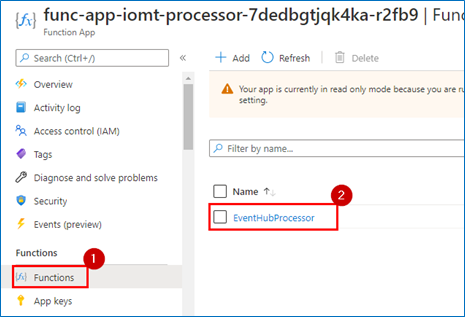 func-app-iomt-processor-7dedbgtjqk4ka-r2fb9 | Func
Function App
Search (Ctrl+/)
«
Overview
Activity log
Access control (IAM)
Tags
Diagnose and solve problems
Security
Events (preview)
Functions
1
Functions
App keys
Add
Refresh
Delete
Your app is currently in read only mode because you are ru
setting.
Filter by name...
Name ↑↓
2
EventHubProcessor